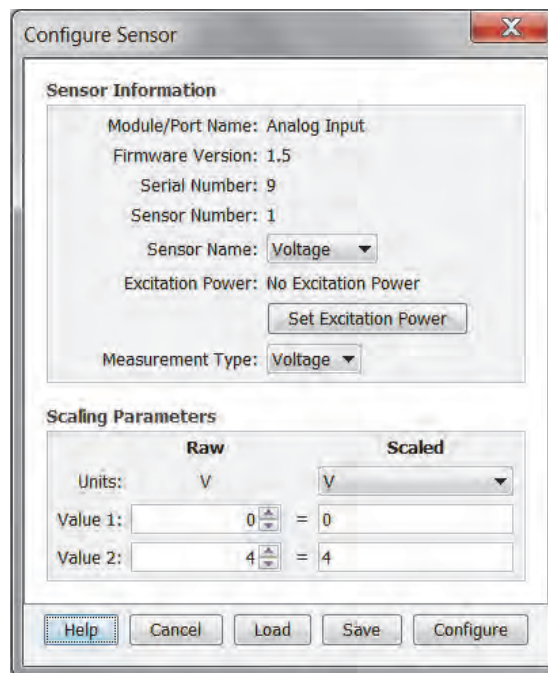 Configure Sensor
Sensor Information
Module/Port Name: Analog Input
Firmware Version: 1.5
Serial Number: 9
Sensor Number: 1
Sensor Name: Voltage
Excitation Power: No Excitation Power
Set Excitation Power
Measurement Type: Voltage
Scaling Parameters
Raw Scaled
Units: V V
Value 1: 0 = 0
Value 2: 4 = 4
Help Cancel Load Save Configure